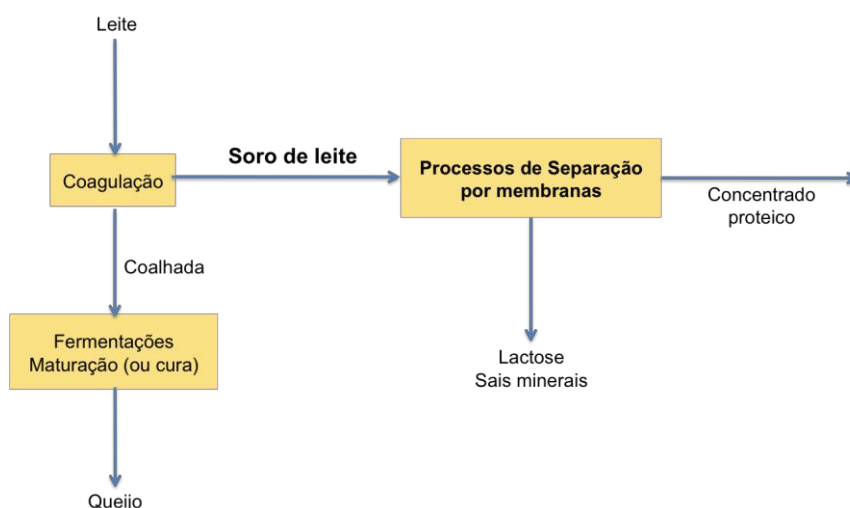 Leite
Coagulação
Soro de leite
Processos de Separação
por membranas
Concentrado
proteico
Coalhada
Fermentações
Maturação (ou cura)
Lactose
Sais minerais
Queijo